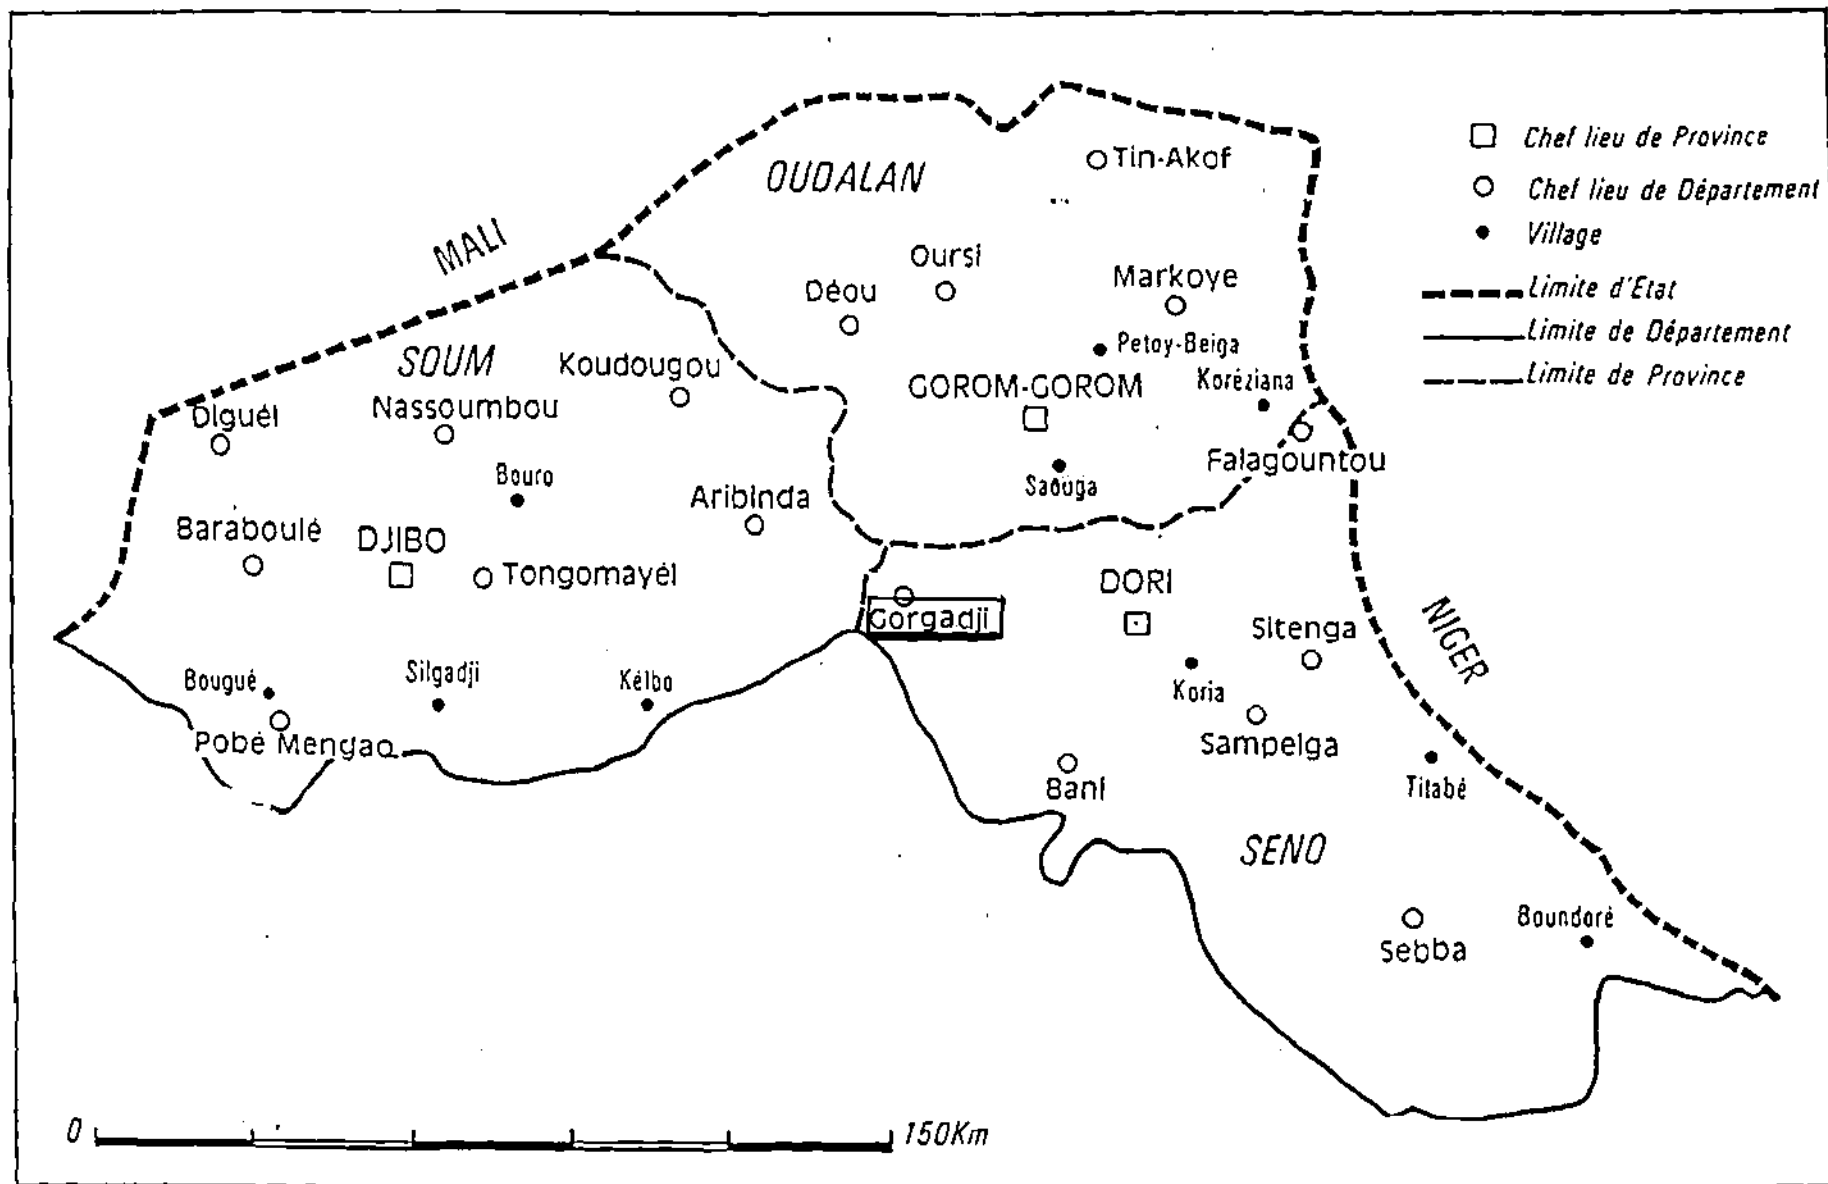 OUDALAN
Tin-Akof
Chef lieu de Province
Chef lieu de Département
Village
Limite d'Etat
Limite de Département
Limite de Province
MALI
Oursi
Déou
Markoye
Petoy-Beiga
GOROM-GOROM
Koréziana
Falagountou
Saouga
SOUM
Koudougou
Diguél
Nassoumbou
Bouro
Aribinda
Baraboulé
DJIBO
Tongomayél
Gorgadji
DORI
Sitenga
NIGER
Bougué
Silgadji
Kélbo
Koria
Pobé Mengao
Sampelga
Bani
Titabé
SENO
Boundoré
Sebba
0
150Km